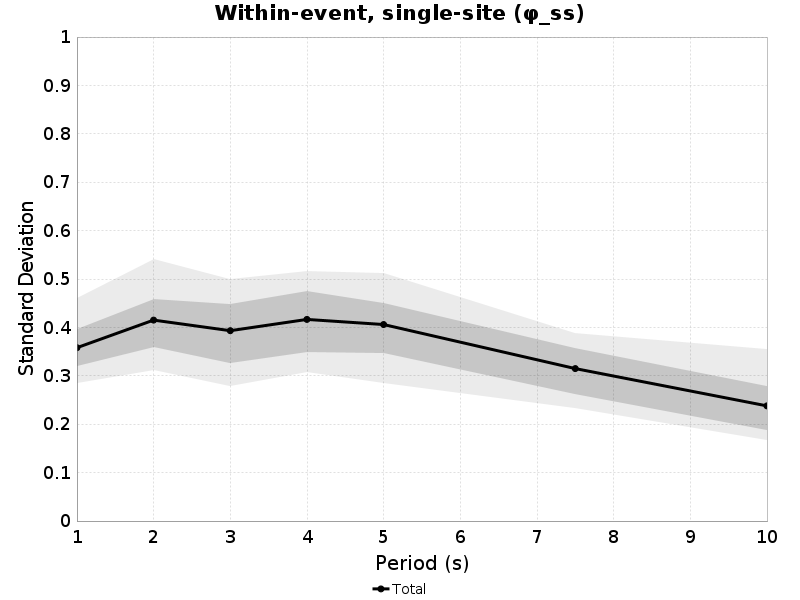 Within-event, single-site (φ_ss)
1
0.9
0.8
0.7
0.6
0.5
0.4
0.3
0.2
0.1
0
Standard Deviation
1 2 3 4 5 6 7 8 9 10
Period (s)
Total